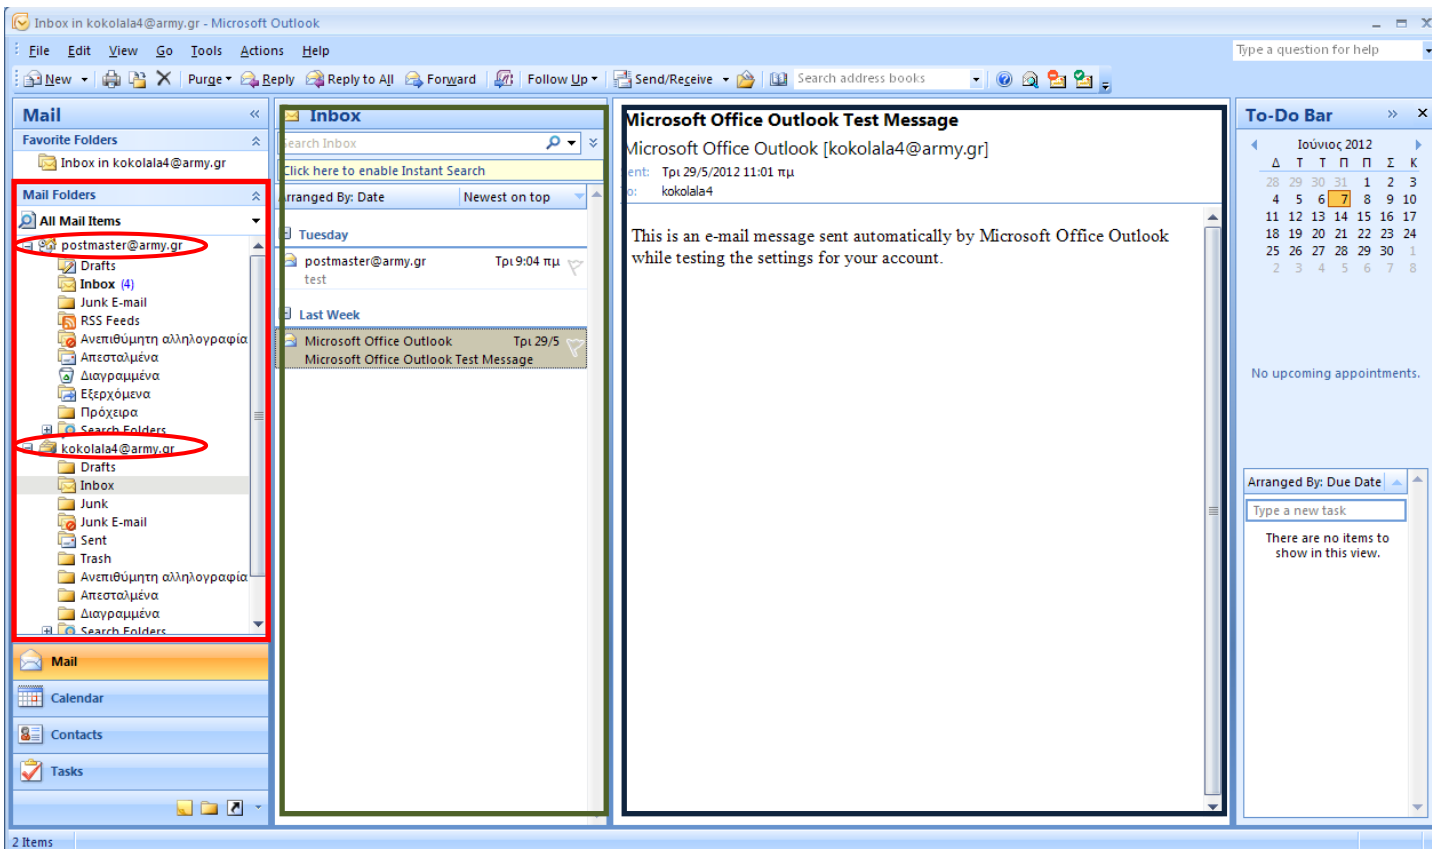 Inbox in kokolala4@army.gr - Microsoft Outlook
File Edit View Go Tools Actions Help
Type a question for help
New Purge Reply Reply to All Forward Follow Up Send/Receive Search address books
Mail
Favorite Folders
Inbox in kokolala4@army.gr
Mail Folders
All Mail Items
postmaster@army.gr
Drafts
Inbox (4)
Junk E-mail
RSS Feeds
Ανεπιθύμητη αλληλογραφία
Απεσταλμένα
Διαγραμμένα
Εξερχόμενα
Πρόχειρα
Search Folders
kokolala4@army.gr
Drafts
Inbox
Junk
Junk E-mail
Sent
Trash
Ανεπιθύμητη αλληλογραφία
Απεσταλμένα
Διαγραμμένα
Search Folders
Mail
Calendar
Contacts
Tasks
2 Items
Inbox
Search Inbox
Click here to enable Instant Search
Arranged By: Date Newest on top
Tuesday
postmaster@army.gr Τρι 9:04 πμ
test
Last Week
Microsoft Office Outlook Τρι 29/5
Microsoft Office Outlook Test Message
Microsoft Office Outlook Test Message
Microsoft Office Outlook [kokolala4@army.gr]
Sent: Τρι 29/5/2012 11:01 πμ
To: kokolala4
This is an e-mail message sent automatically by Microsoft Office Outlook
while testing the settings for your account.
To-Do Bar
Ιούνιος 2012
Δ Τ Τ Π Π Σ Κ
28 29 30 31 1 2 3
4 5 6 7 8 9 10
11 12 13 14 15 16 17
18 19 20 21 22 23 24
25 26 27 28 29 30 1
2 3 4 5 6 7 8
No upcoming appointments.
Arranged By: Due Date
Type a new task
There are no items to
show in this view.